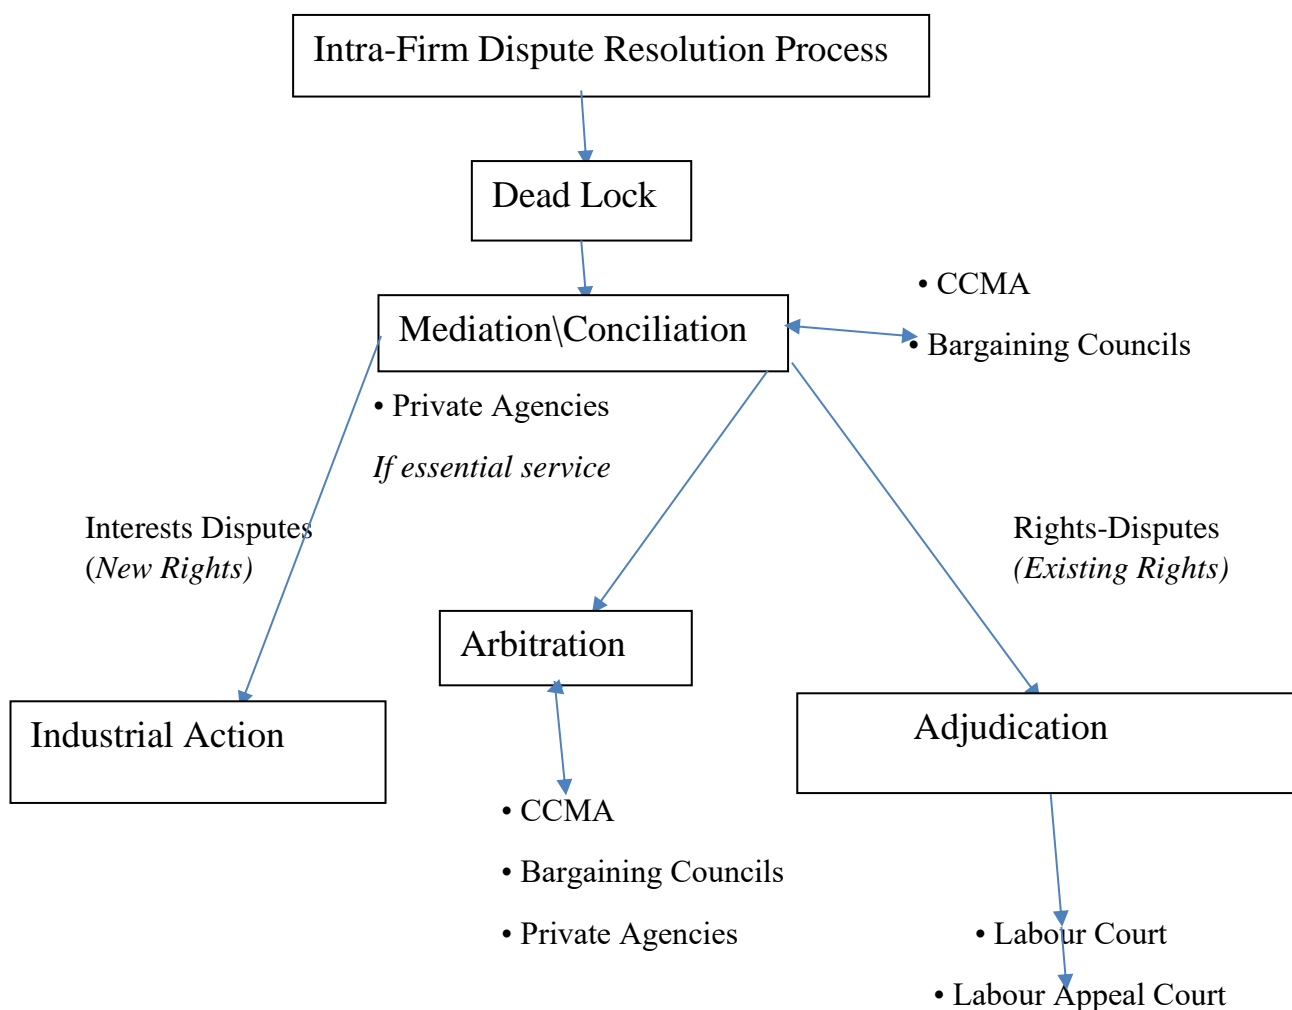 Intra-Firm Dispute Resolution Process
Dead Lock
• CCMA
Mediation\Conciliation
• Bargaining Councils
• Private Agencies
If essential service
Interests Disputes
(New Rights)
Rights-Disputes
(Existing Rights)
Arbitration
Industrial Action
Adjudication
• CCMA
• Bargaining Councils
• Private Agencies
• Labour Court
• Labour Appeal Court